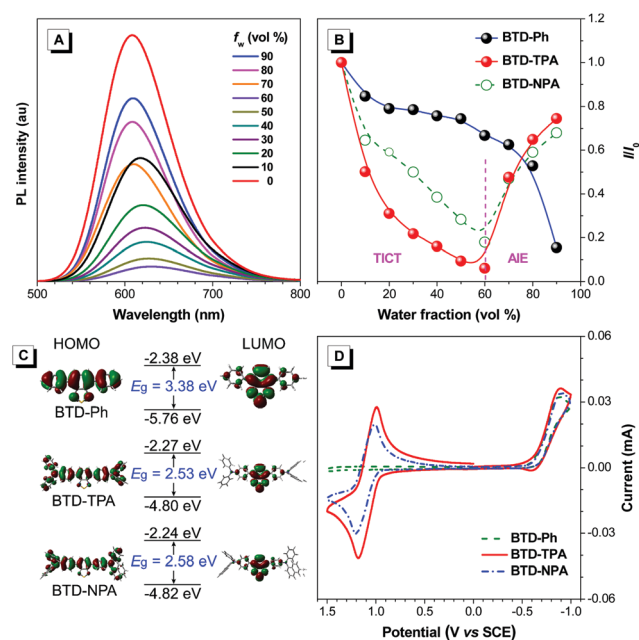 A
f_w (vol %)
90
80
70
60
50
40
30
20
10
0
PL intensity (au)
500 600 700 800
Wavelength (nm)
B
BTD-Ph
BTD-TPA
BTD-NPA
TICT
AIE
1.2
1.0
0.8
0.6
0.4
0.2
0.0
I/I₀
0 20 40 60 80 100
Water fraction (vol %)
C
HOMO LUMO
-2.38 eV
Eg = 3.38 eV
-5.76 eV
BTD-Ph
-2.27 eV
Eg = 2.53 eV
-4.80 eV
BTD-TPA
-2.24 eV
Eg = 2.58 eV
-4.82 eV
BTD-NPA
D
BTD-Ph
BTD-TPA
BTD-NPA
0.06
0.03
0.00
-0.03
-0.06
Current (mA)
1.5 1.0 0.5 0.0 -0.5 -1.0
Potential (V vs SCE)